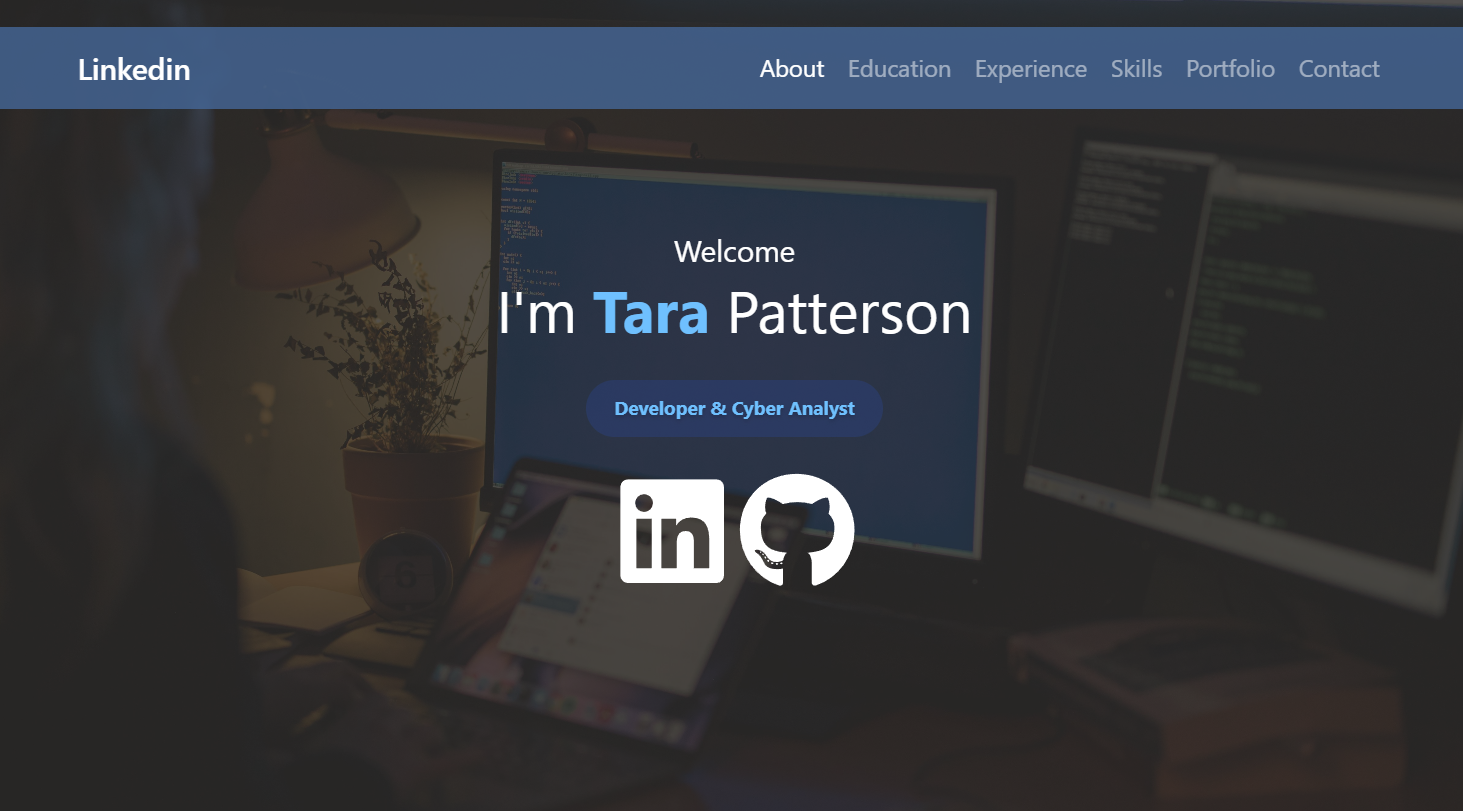 Linkedin
About Education Experience Skills Portfolio Contact
Welcome
I'm Tara Patterson
Developer & Cyber Analyst
in